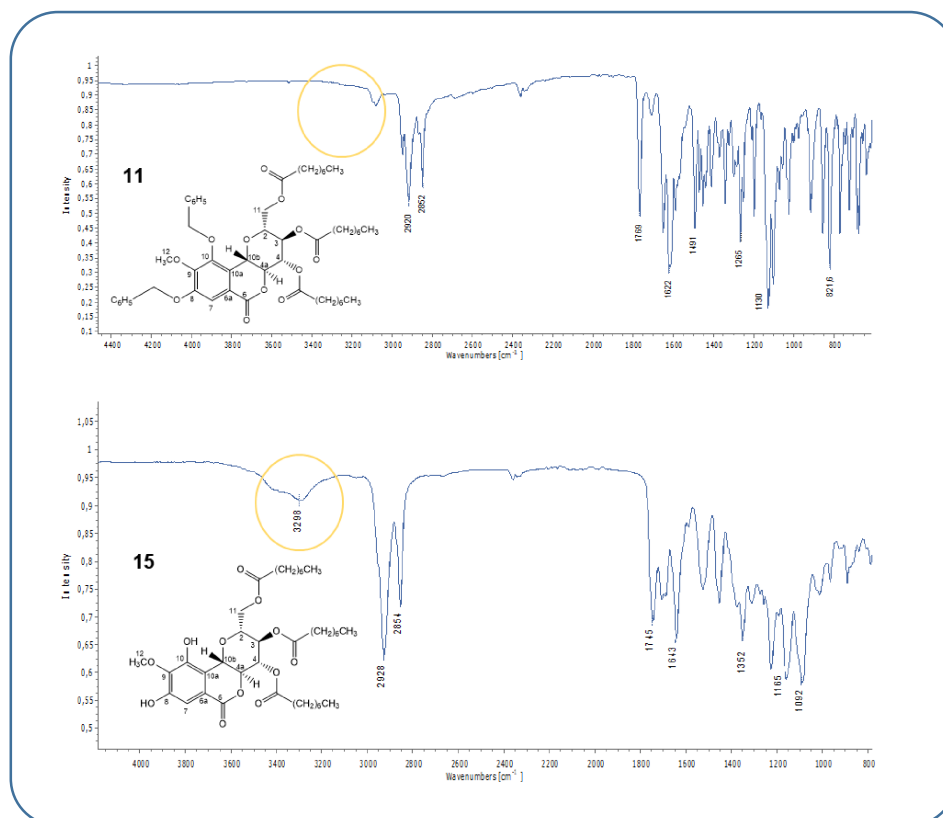 1
0,95
0,9
0,85
0,8
0,75
0,7
0,65
0,6
0,55
0,5
0,45
0,4
0,35
0,3
0,25
0,2
0,15
0,1
Intensity
11
O
(CH₂)₆CH₃
C₆H₅
11
O
O
2
3
O
(CH₂)₆CH₃
12
H₃CO
10
H
10b
4
O
9
10a
4a
H
O
(CH₂)₆CH₃
C₆H₅
O
8
7
6a
6
O
O
2920
2852
1769
1622
1491
1265
1130
821,6
4400 4200 4000 3800 3600 3400 3200 3000 2800 2600 2400 2200 2000 1800 1600 1400 1200 1000 800
Wavenumbers [cm⁻¹]
1,05
1
0,95
0,9
0,85
0,8
0,75
0,7
0,65
0,6
0,55
0,5
Intensity
15
O
(CH₂)₆CH₃
11
O
OH
O
2
3
O
(CH₂)₆CH₃
12
H₃CO
10
H
10b
4
O
9
10a
4a
H
O
(CH₂)₆CH₃
HO
8
7
6a
6
O
O
3298
2928
2854
1745
1643
1352
1165
1092
4000 3800 3600 3400 3200 3000 2800 2600 2400 2200 2000 1800 1600 1400 1200 1000 800
Wavenumbers [cm⁻¹]